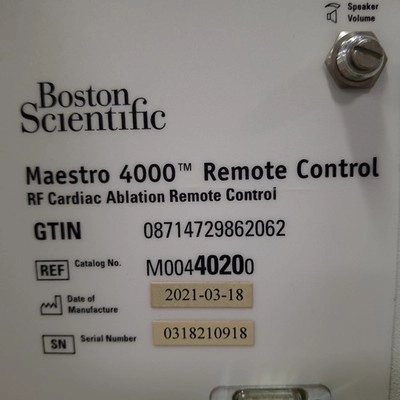 Speaker
Volume
Boston
Scientific
Maestro 4000™ Remote Control
RF Cardiac Ablation Remote Control
GTIN 08714729862062
REF Catalog No. M00440200
Date of
Manufacture 2021-03-18
SN Serial Number 0318210918